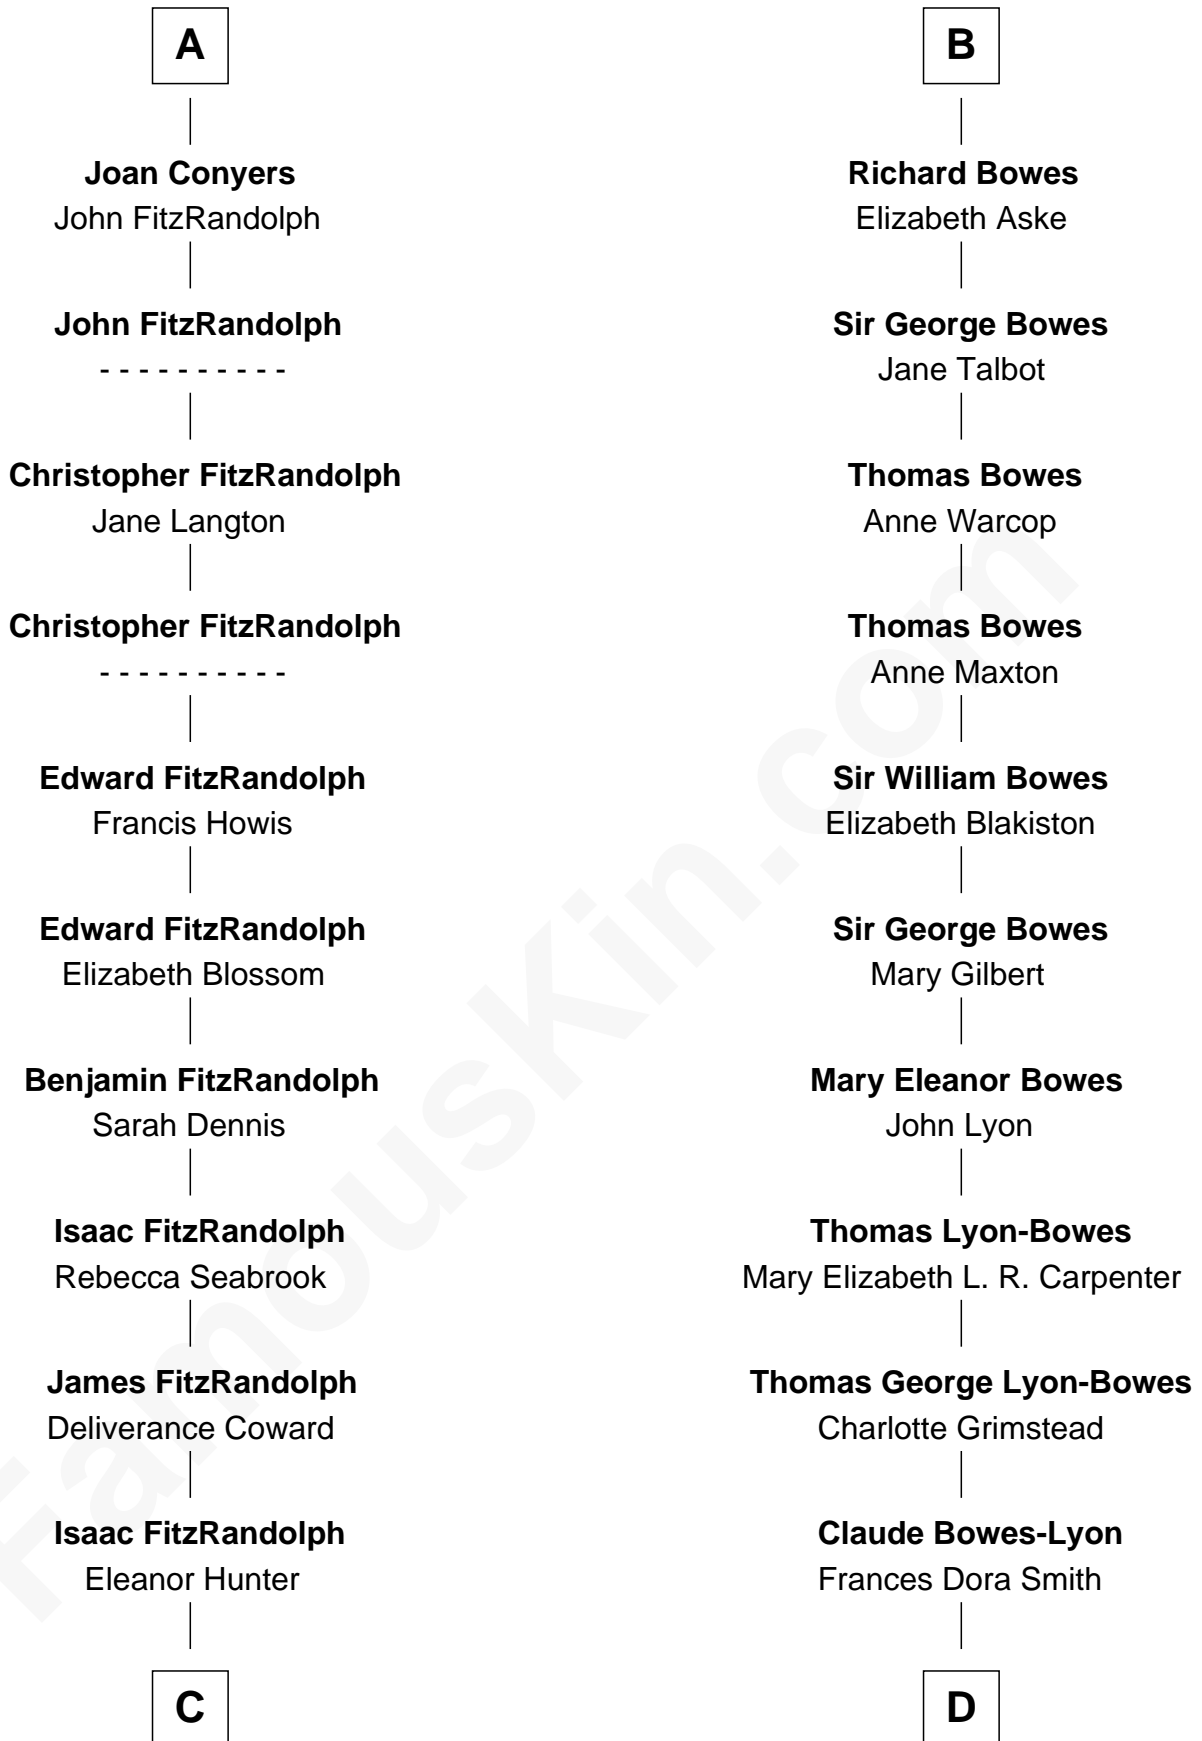 A
Joan Conyers
John FitzRandolph
John FitzRandolph
- - - - - - - - - -
Christopher FitzRandolph
Jane Langton
Christopher FitzRandolph
- - - - - - - - - -
Edward FitzRandolph
Francis Howis
Edward FitzRandolph
Elizabeth Blossom
Benjamin FitzRandolph
Sarah Dennis
Isaac FitzRandolph
Rebecca Seabrook
James FitzRandolph
Deliverance Coward
Isaac FitzRandolph
Eleanor Hunter
C
B
Richard Bowes
Elizabeth Aske
Sir George Bowes
Jane Talbot
Thomas Bowes
Anne Warcop
Thomas Bowes
Anne Maxton
Sir William Bowes
Elizabeth Blakiston
Sir George Bowes
Mary Gilbert
Mary Eleanor Bowes
John Lyon
Thomas Lyon-Bowes
Mary Elizabeth L. R. Carpenter
Thomas George Lyon-Bowes
Charlotte Grimstead
Claude Bowes-Lyon
Frances Dora Smith
D
FamousKin.com